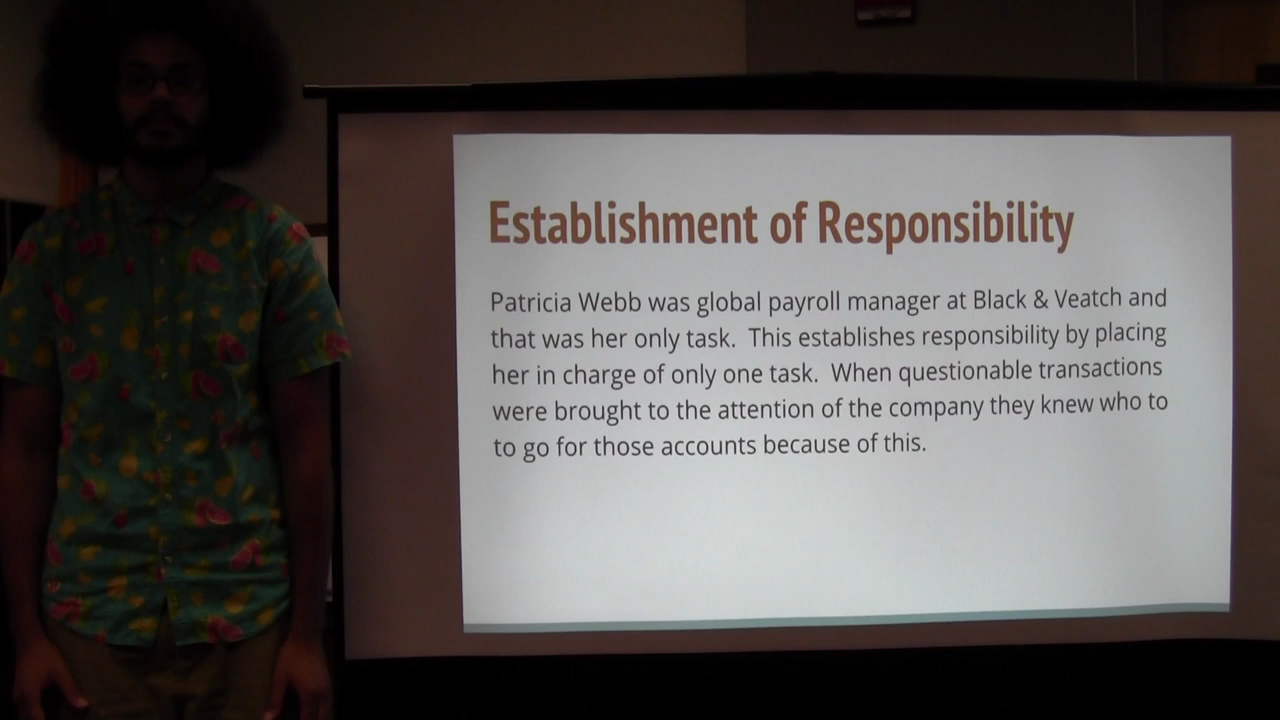 Establishment of Responsibility
Patricia Webb was global payroll manager at Black & Veatch and
that was her only task.  This establishes responsibility by placing
her in charge of only one task.  When questionable transactions
were brought to the attention of the company they knew who to
to go for those accounts because of this.